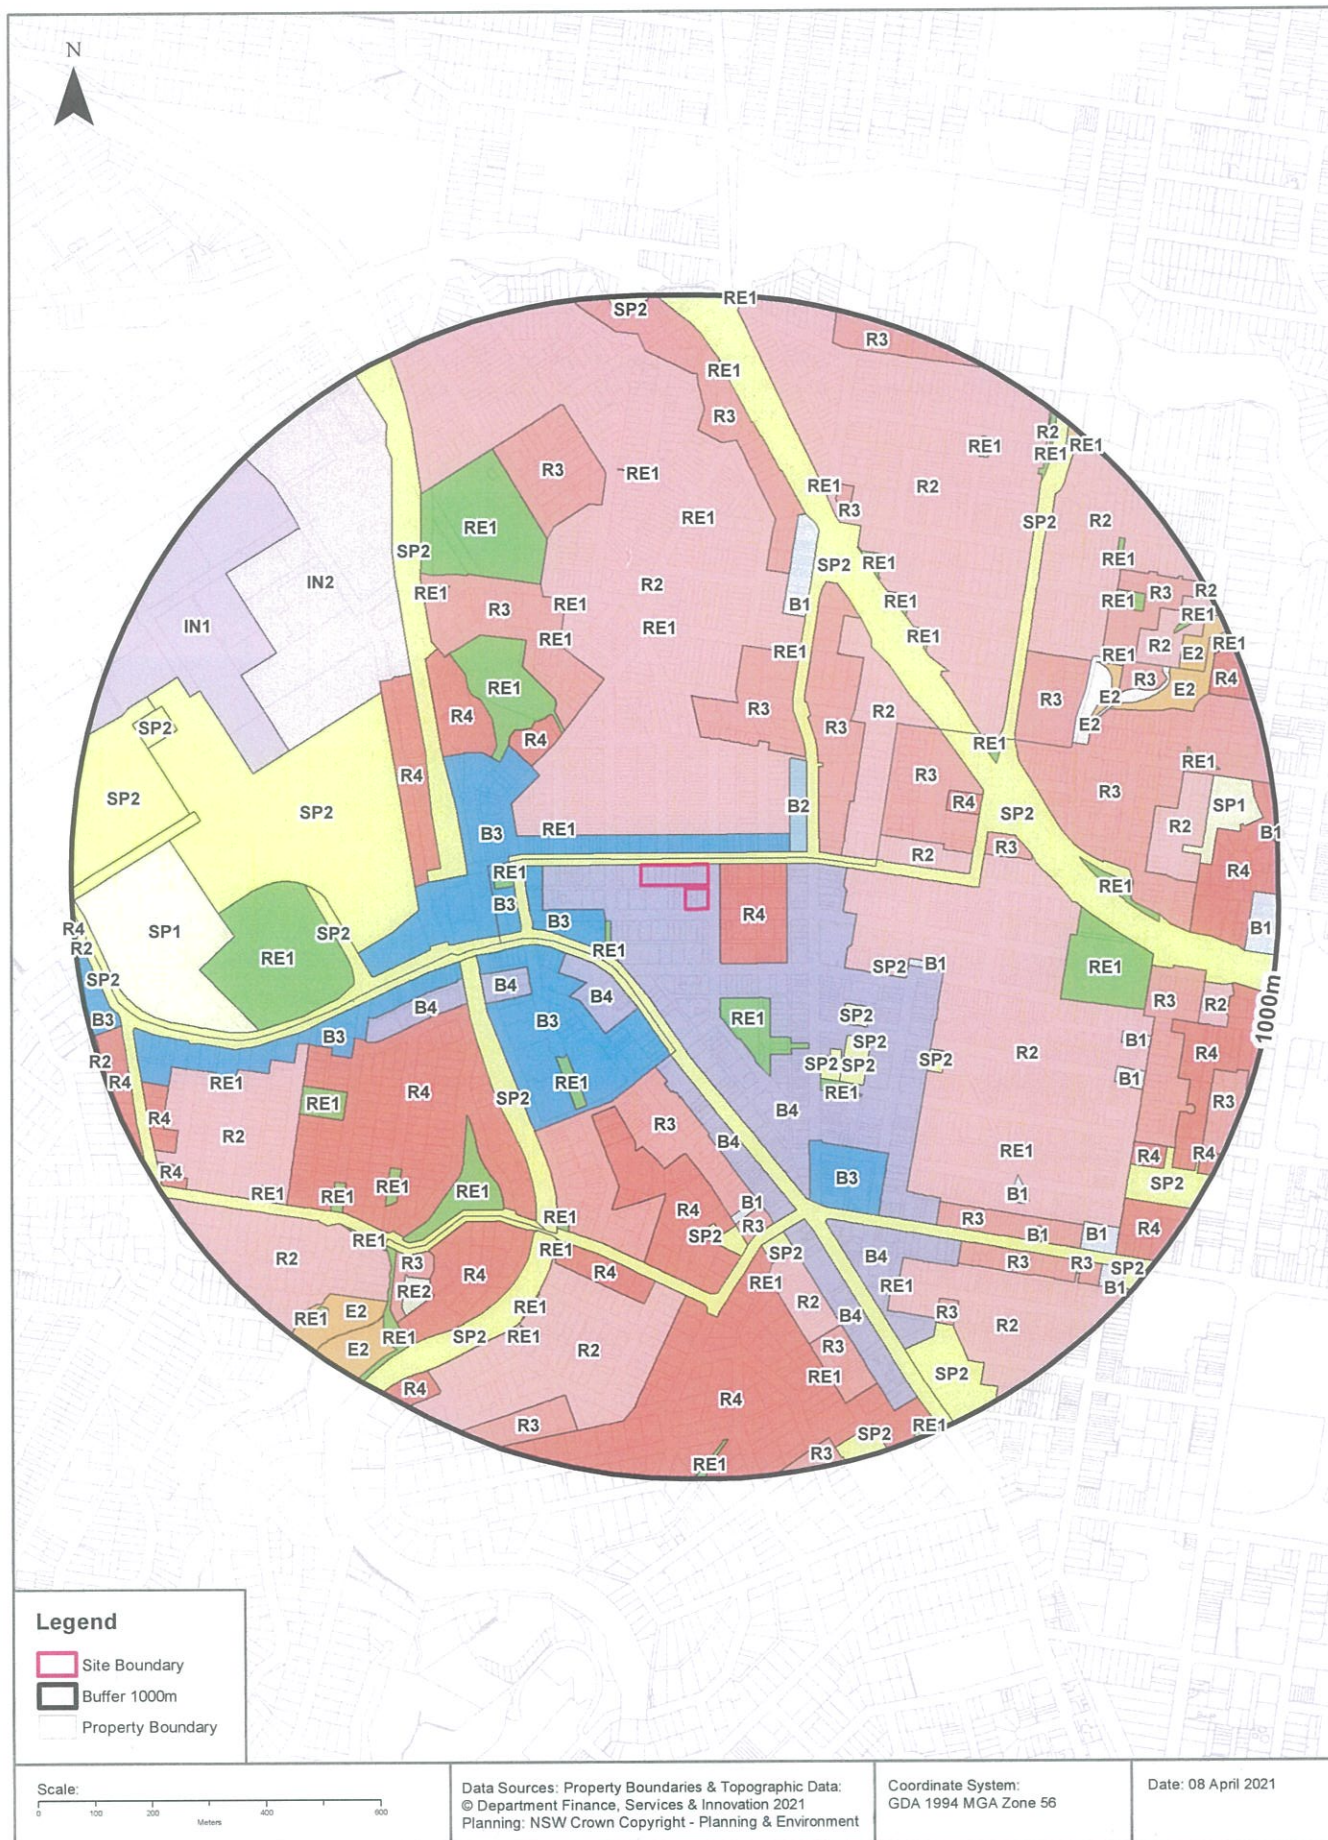 N
RE1
SP2
R3
RE1
R3
R2
RE1
RE1
RE1
R3
RE1
R2
RE1
RE1
R3
RE1
RE1
SP2
R2
SP2
RE1
SP2
RE1
IN2
R2
RE1
R3
R2
RE1
R3
RE1
B1
RE1
RE1
RE1
IN1
RE1
RE1
RE1
R2
E2
RE1
RE1
RE1
R3
R4
RE1
R3
E2
E2
R4
R4
R3
R3
R2
R3
E2
SP2
RE1
RE1
R4
R3
R3
SP2
SP2
R4
B2
SP2
SP1
B3
RE1
R2
B1
R3
R2
RE1
R4
RE1
B3
B3
R4
R4
SP1
SP2
B1
R2
RE1
RE1
SP2
B1
RE1
SP2
B4
B4
B3
R3
R2
B3
B3
RE1
SP2
1000m
SP2
B1
R2
RE1
RE1
SP2
SP2
SP2
R2
R4
R4
R4
SP2
RE1
B1
RE1
R4
B4
R3
R3
R2
B4
RE1
R4
R4
R4
B3
SP2
RE1
RE1
RE1
RE1
B1
R4
B1
RE1
R3
R3
RE1
SP2
B1
B1
R4
R2
R3
RE1
SP2
B4
R3
R3
SP2
R4
R4
RE1
RE1
B1
RE2
RE1
E2
RE1
R2
B4
R3
R2
RE1
SP2
RE1
R2
R3
E2
RE1
SP2
R4
R4
R3
RE1
SP2
R3
RE1
Legend
Site Boundary
Buffer 1000m
Property Boundary
Scale:
0 100 200 400 600
Meters
Data Sources: Property Boundaries & Topographic Data:
© Department Finance, Services & Innovation 2021
Planning: NSW Crown Copyright - Planning & Environment
Coordinate System:
GDA 1994 MGA Zone 56
Date: 08 April 2021